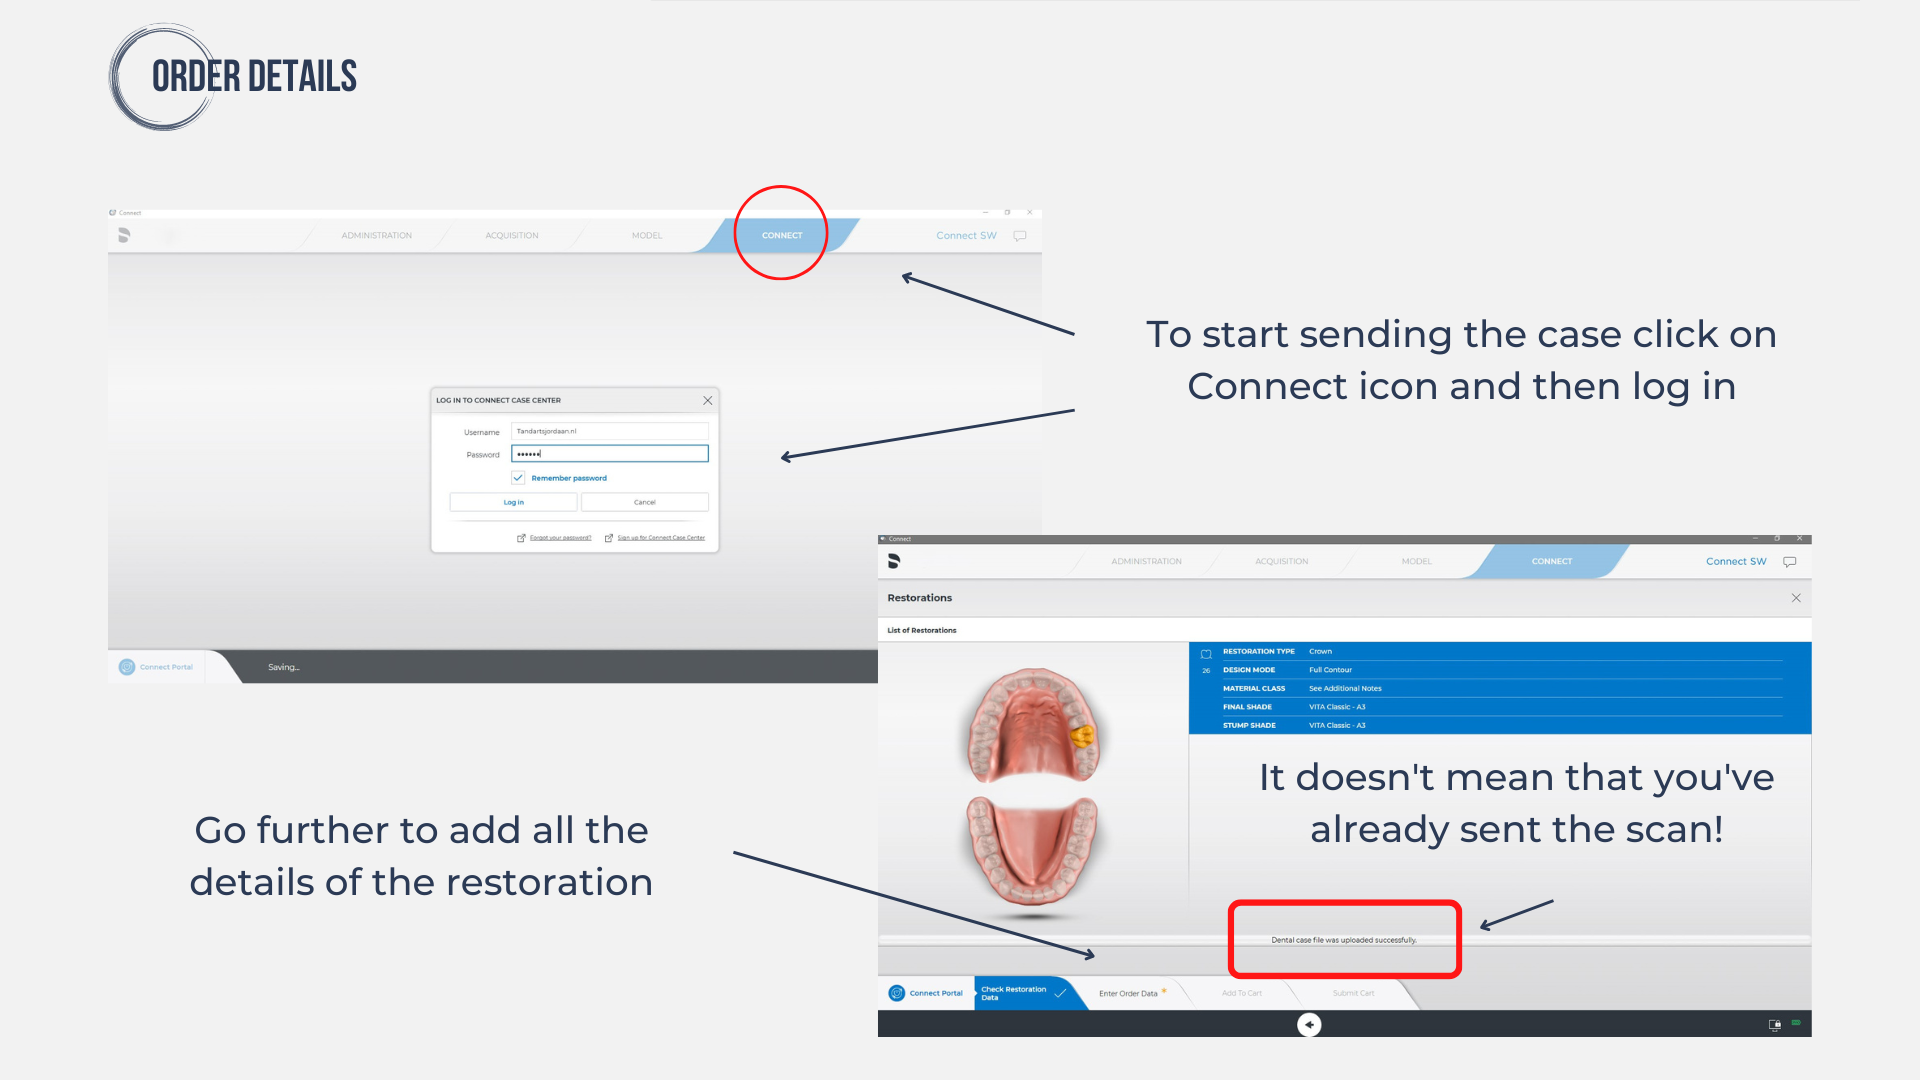 ORDER DETAILS
Connect
ADMINISTRATION
ACQUISITION
MODEL
CONNECT
Connect SW
To start sending the case click on
Connect icon and then log in
LOG IN TO CONNECT CASE CENTER
Username
Tandartsjordaan.nl
Password
••••••
Remember password
Log in
Cancel
Forgot your password?
Sign up for Connect Case Center
Connect Portal
Saving...
Connect
ADMINISTRATION
ACQUISITION
MODEL
CONNECT
Connect SW
Restorations
List of Restorations
RESTORATION TYPE Crown
26 DESIGN MODE Full Contour
MATERIAL CLASS See Additional Notes
FINAL SHADE VITA Classic - A3
STUMP SHADE VITA Classic - A3
It doesn't mean that you've
already sent the scan!
Go further to add all the
details of the restoration
Dental case file was uploaded successfully.
Connect Portal
Check Restoration
Data
Enter Order Data *
Add To Cart
Submit Cart